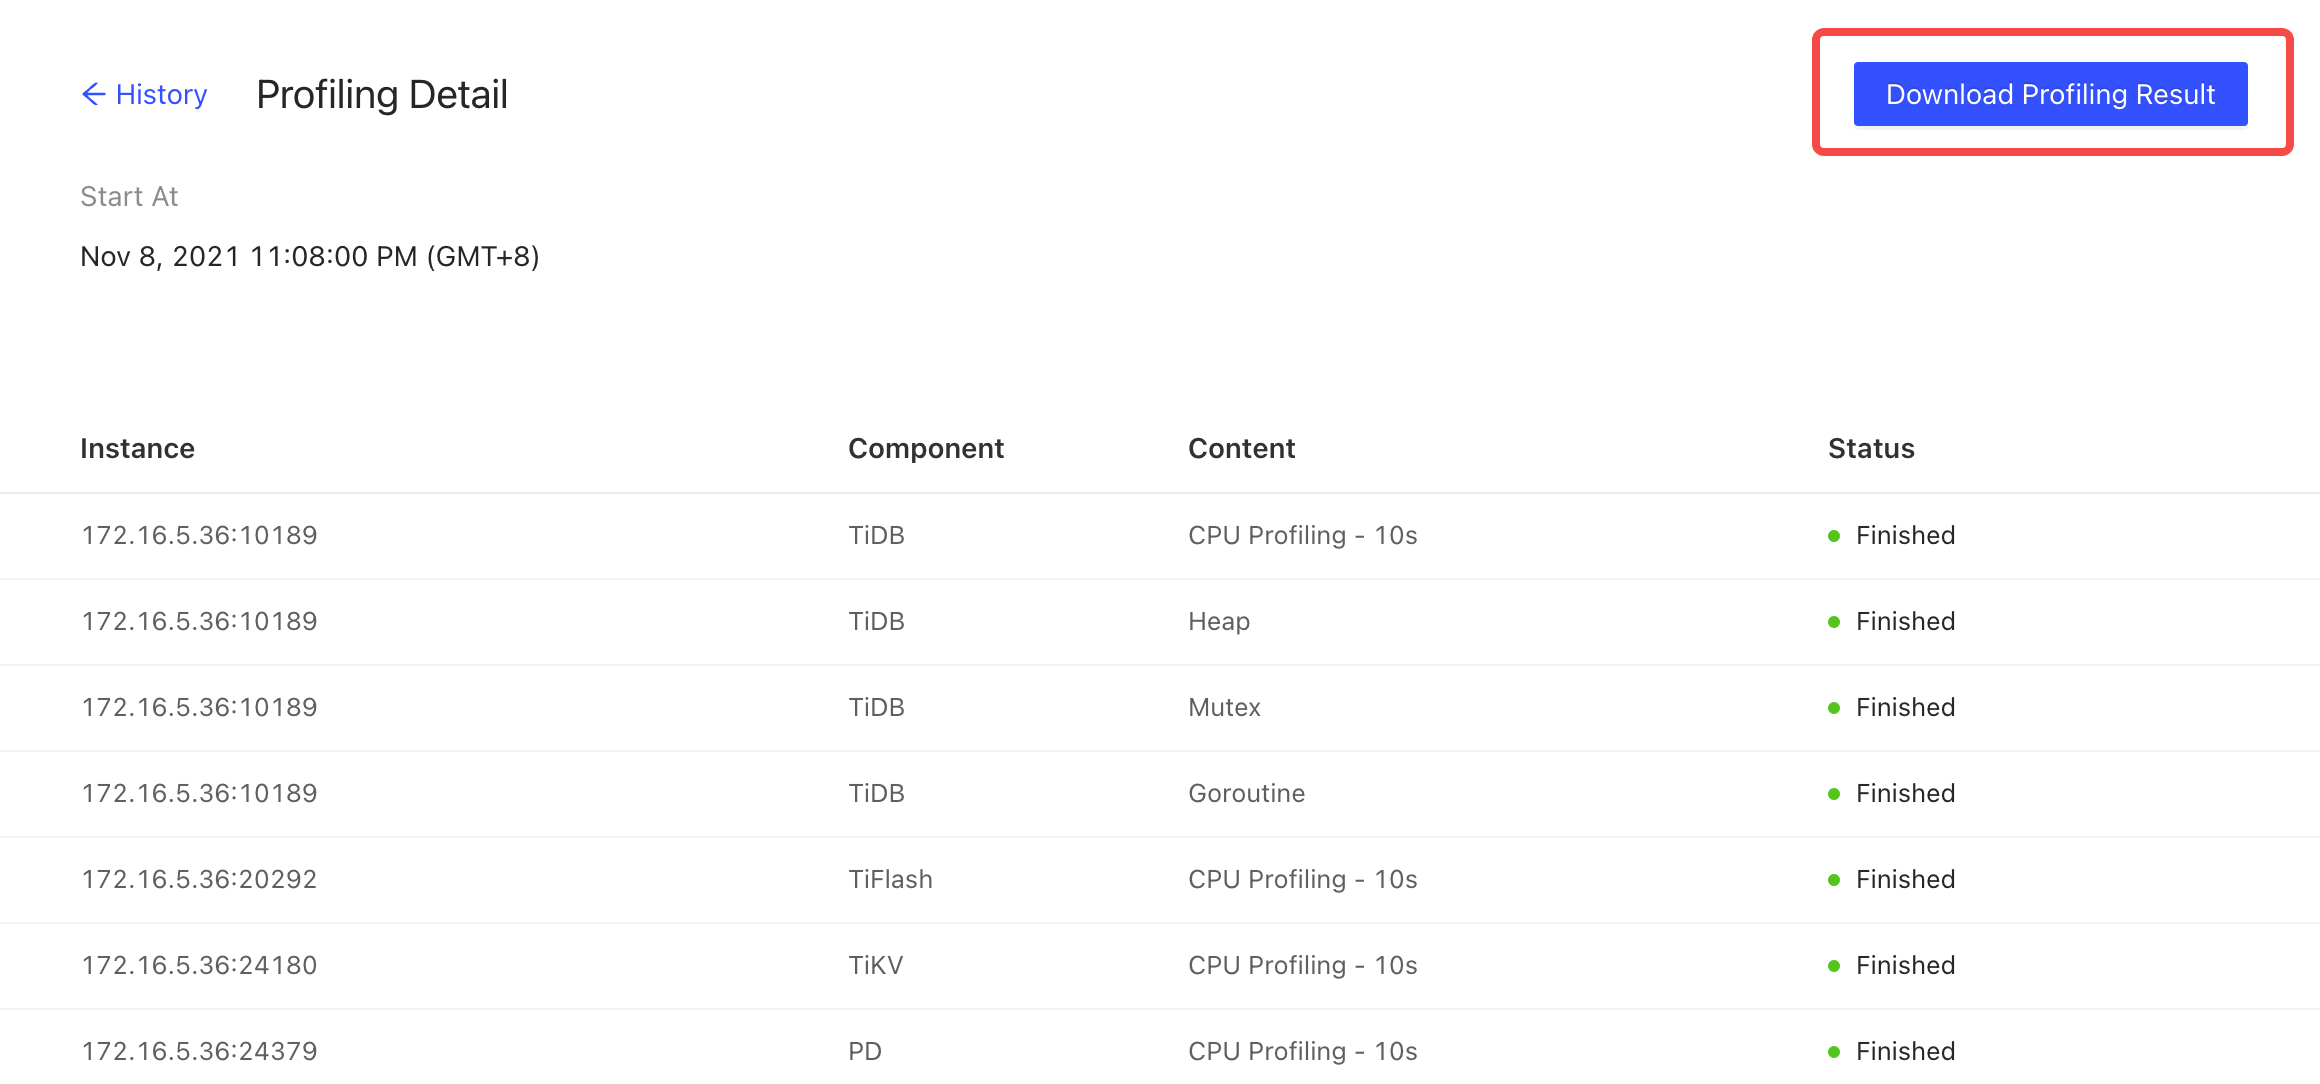 ← History Profiling Detail Download Profiling Result
Start At
Nov 8, 2021 11:08:00 PM (GMT+8)
Instance Component Content Status
172.16.5.36:10189 TiDB CPU Profiling - 10s Finished
172.16.5.36:10189 TiDB Heap Finished
172.16.5.36:10189 TiDB Mutex Finished
172.16.5.36:10189 TiDB Goroutine Finished
172.16.5.36:20292 TiFlash CPU Profiling - 10s Finished
172.16.5.36:24180 TiKV CPU Profiling - 10s Finished
172.16.5.36:24379 PD CPU Profiling - 10s Finished